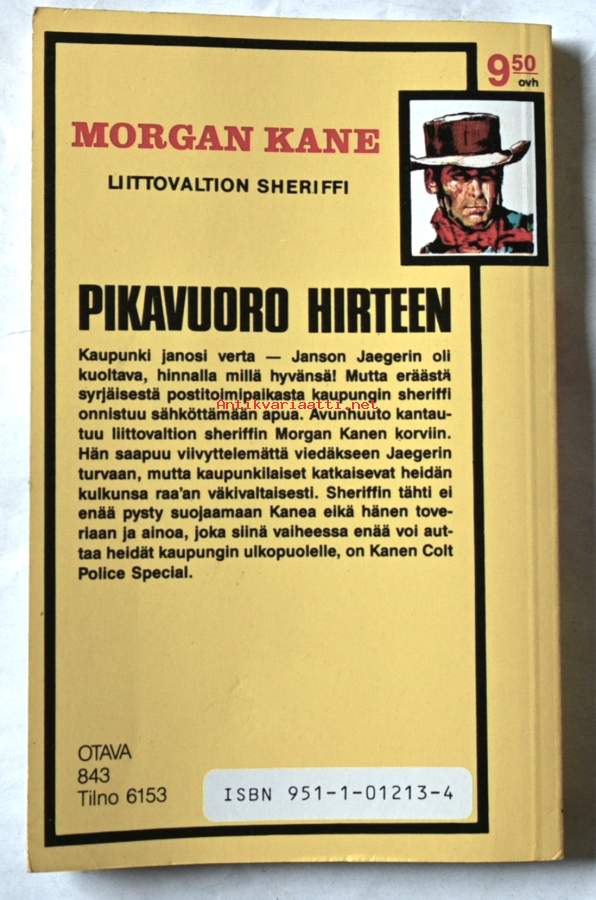 9 50
ovh
MORGAN KANE
LIITTOVALTION SHERIFFI
PIKAVUORO HIRTEEN
Kaupunki janosi verta — Janson Jaegerin oli
kuoltava, hinnalla millä hyvänsä! Mutta eräästä
syrjäisestä postitoimipaikasta kaupungin sheriffi
Antikvariaatti.net
onnistuu sähköttämään apua. Avunhuuto kantau-
tuu liittovaltion sheriffin Morgan Kanen korviin.
Hän saapuu viivyttelemättä viedäkseen Jaegerin
turvaan, mutta kaupunkilaiset katkaisevat heidän
kulkunsa raa'an väkivaltaisesti. Sheriffin tähti ei
enää pysty suojaamaan Kanea eikä hänen tove-
riaan ja ainoa, joka siinä vaiheessa enää voi aut-
taa heidät kaupungin ulkopuolelle, on Kanen Colt
Police Special.
OTAVA
843
Tilno 6153
ISBN 951-1-01213-4